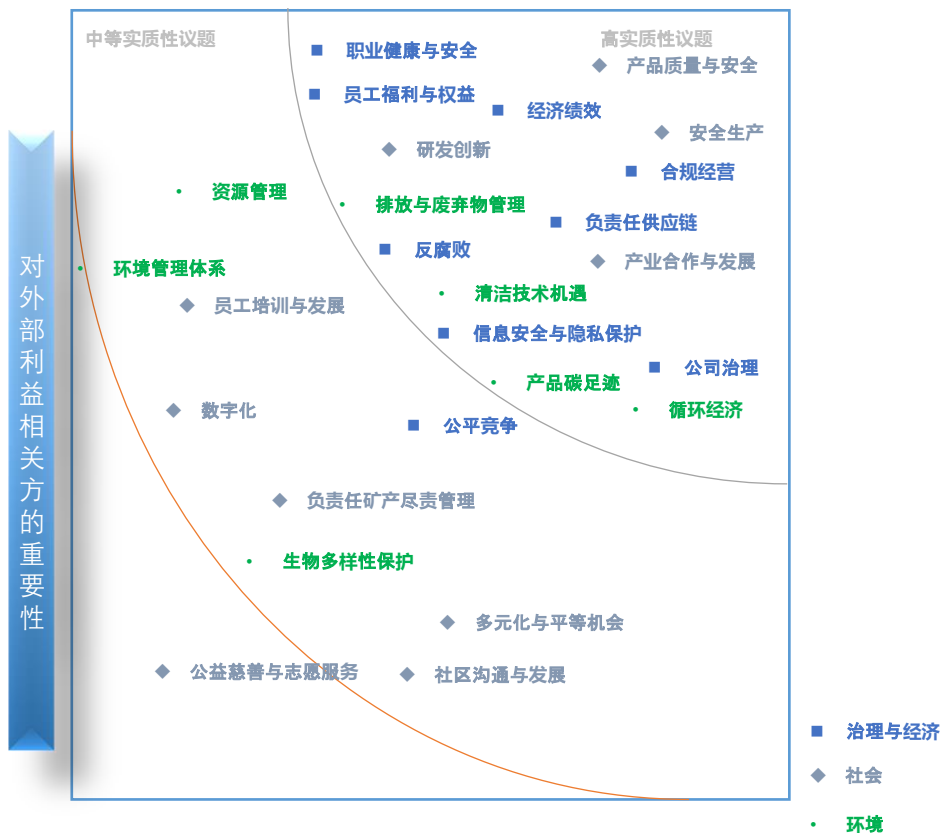 中等实质性议题
高实质性议题
职业健康与安全
产品质量与安全
员工福利与权益
经济绩效
安全生产
研发创新
合规经营
资源管理
排放与废弃物管理
负责任供应链
反腐败
产业合作与发展
环境管理体系
清洁技术机遇
员工培训与发展
信息安全与隐私保护
公司治理
产品碳足迹
数字化
循环经济
公平竞争
负责任矿产尽责管理
生物多样性保护
多元化与平等机会
公益慈善与志愿服务
社区沟通与发展
对外部利益相关方的重要性
治理与经济
社会
环境